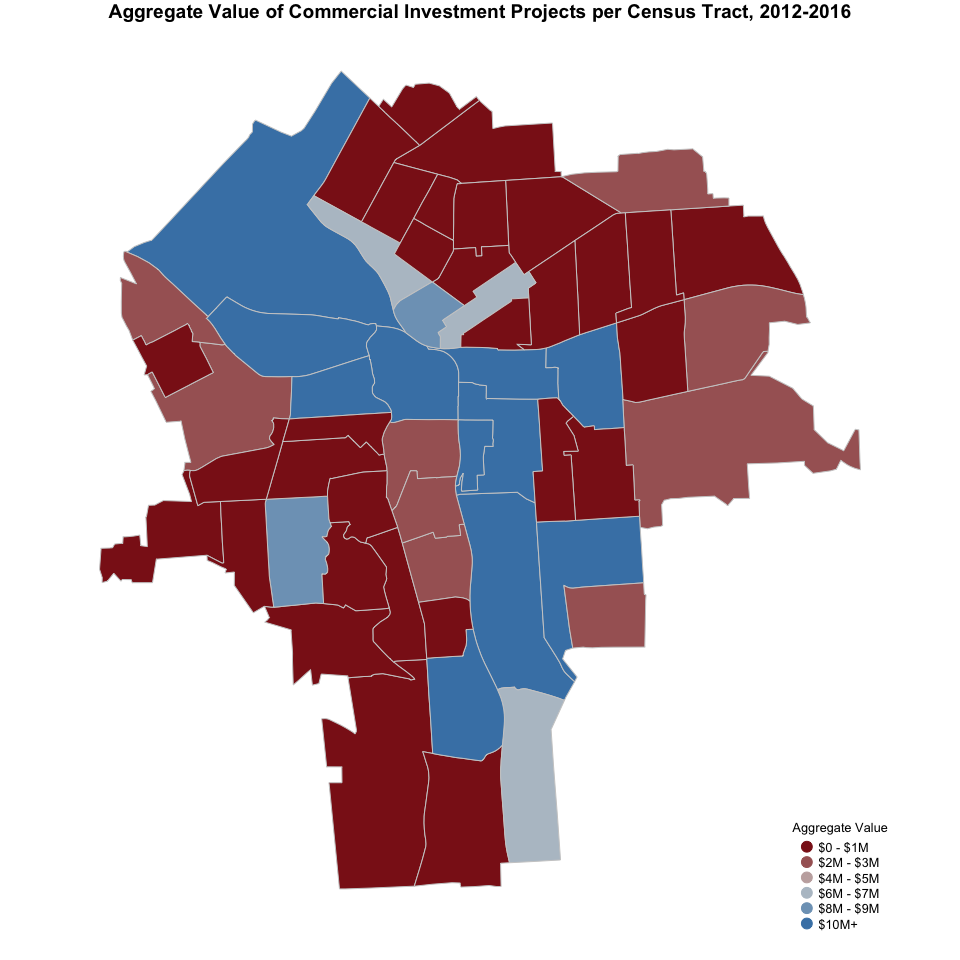 Aggregate Value of Commercial Investment Projects per Census Tract, 2012-2016
Aggregate Value
$0 - $1M
$2M - $3M
$4M - $5M
$6M - $7M
$8M - $9M
$10M+